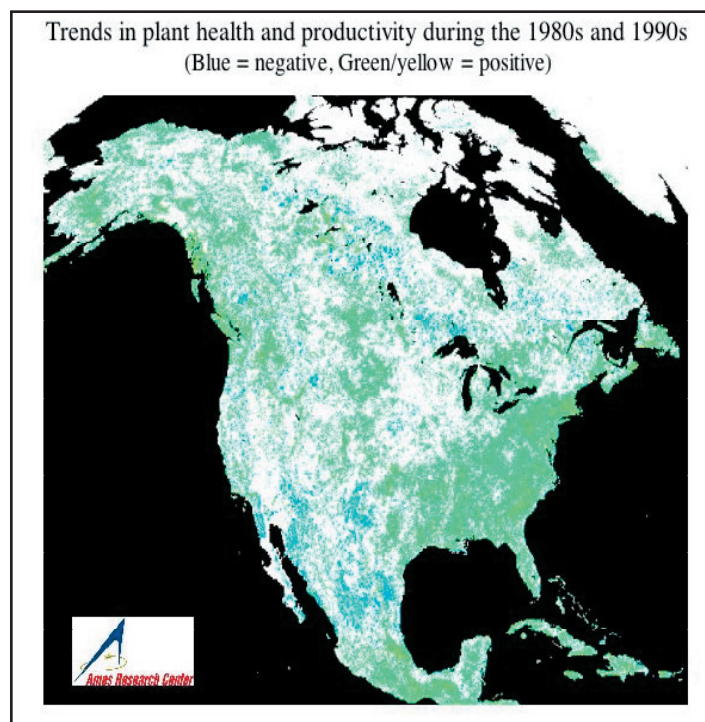 Trends in plant health and productivity during the 1980s and 1990s
(Blue = negative, Green/yellow = positive)
Ames Research Center